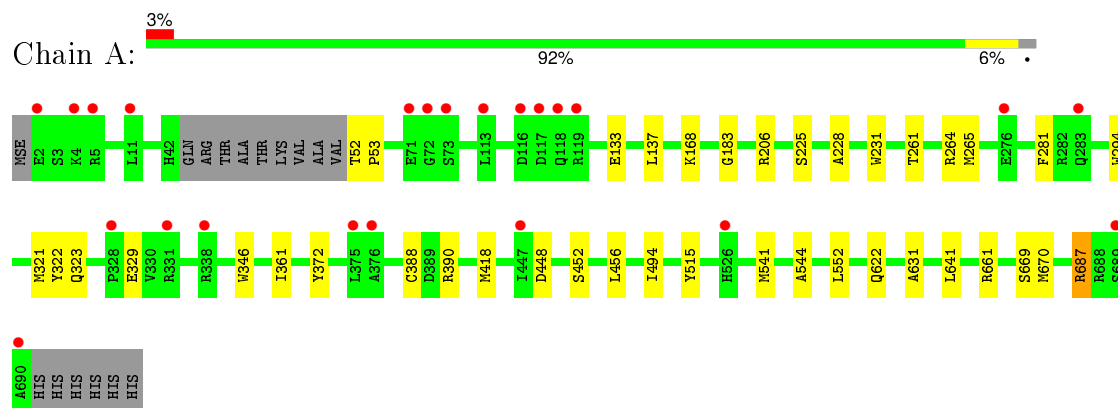 3%
Chain A:
92% 6% •
MSE E2 S3 K4 R5 L11 H42 GLN ARG THR ALA THR LYS VAL ALA VAL T52 P53 E71 G72 S73 L113 D116 D117 Q118 R119 E133 L137 K168 G183 R206 S225 A228 W231 T261 R264 M265 E276 F281 R282 Q283 W294
M321 Y322 Q323 P328 E329 V330 R331 R338 W346 I361 Y372 L375 A376 C388 D389 R390 M418 I447 D448 S452 L456 I494 Y515 H526 M541 A544 L552 Q622 A631 L641 R661 S669 M670 R687 R688 S689
A690 HIS HIS HIS HIS HIS HIS